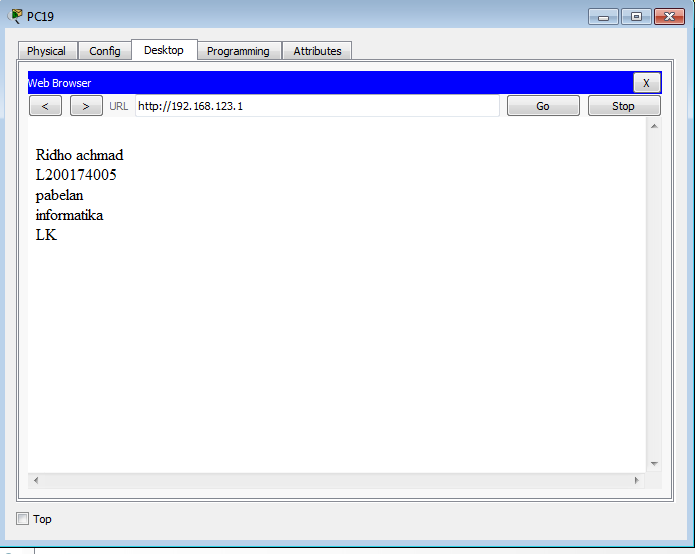 PC19
Physical Config Desktop Programming Attributes
Web Browser X
< > URL http://192.168.123.1 Go Stop
Ridho achmad
L200174005
pabelan
informatika
LK
Top